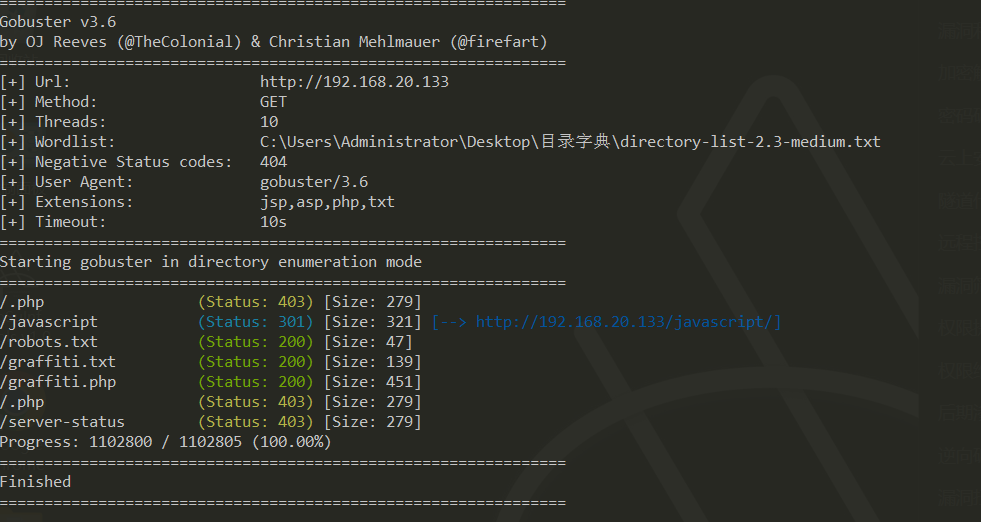 ===============================================================
Gobuster v3.6
by OJ Reeves (@TheColonial) & Christian Mehlmauer (@firefart)
===============================================================
[+] Url:                     http://192.168.20.133
[+] Method:                  GET
[+] Threads:                 10
[+] Wordlist:                C:\Users\Administrator\Desktop\目录字典\directory-list-2.3-medium.txt
[+] Negative Status codes:   404
[+] User Agent:              gobuster/3.6
[+] Extensions:              jsp,asp,php,txt
[+] Timeout:                 10s
===============================================================
Starting gobuster in directory enumeration mode
===============================================================
/.php                 (Status: 403) [Size: 279]
/javascript           (Status: 301) [Size: 321] [--> http://192.168.20.133/javascript/]
/robots.txt           (Status: 200) [Size: 47]
/graffiti.txt         (Status: 200) [Size: 139]
/graffiti.php         (Status: 200) [Size: 451]
/.php                 (Status: 403) [Size: 279]
/server-status        (Status: 403) [Size: 279]
Progress: 1102800 / 1102805 (100.00%)
===============================================================
Finished
===============================================================